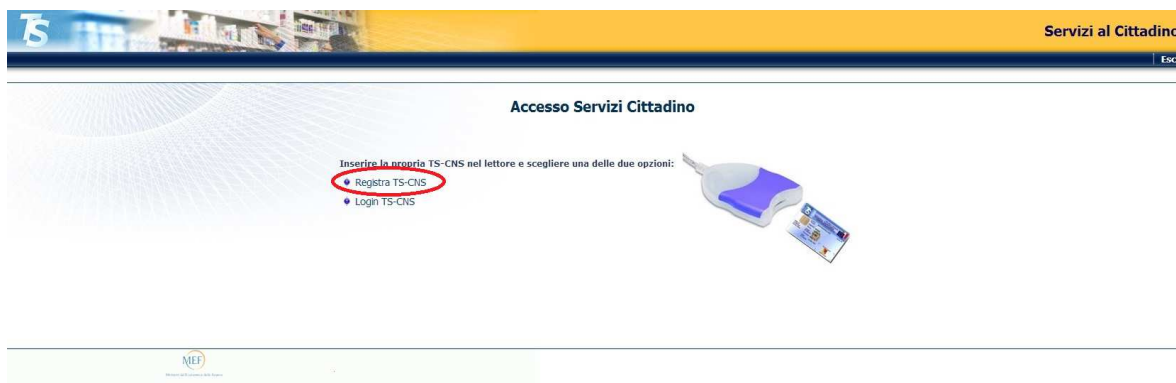 TS
Servizi al Cittadino
Esc
Accesso Servizi Cittadino
Inserire la propria TS-CNS nel lettore e scegliere una delle due opzioni:
Registra TS-CNS
Login TS-CNS
MEF